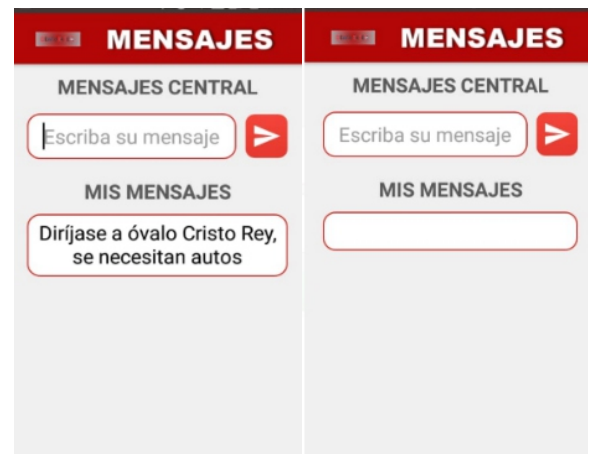 MENSAJES
MENSAJES CENTRAL
Escriba su mensaje
MIS MENSAJES
Diríjase a óvalo Cristo Rey,
se necesitan autos
MENSAJES
MENSAJES CENTRAL
Escriba su mensaje
MIS MENSAJES